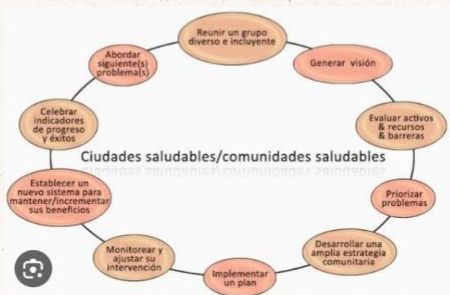 Reunir un grupo
diverso e incluyente
Generar visión
Evaluar activos
& recursos
& barreras
Priorizar
problemas
Desarrollar una
amplia estrategia
comunitaria
Implementar
un plan
Monitorear y
ajustar su
intervención
Establecer un
nuevo sistema para
mantener/incrementar
sus beneficios
Celebrar
indicadores
de progreso
y éxitos
Abordar
siguiente(s)
problema(s)
Ciudades saludables/comunidades saludables